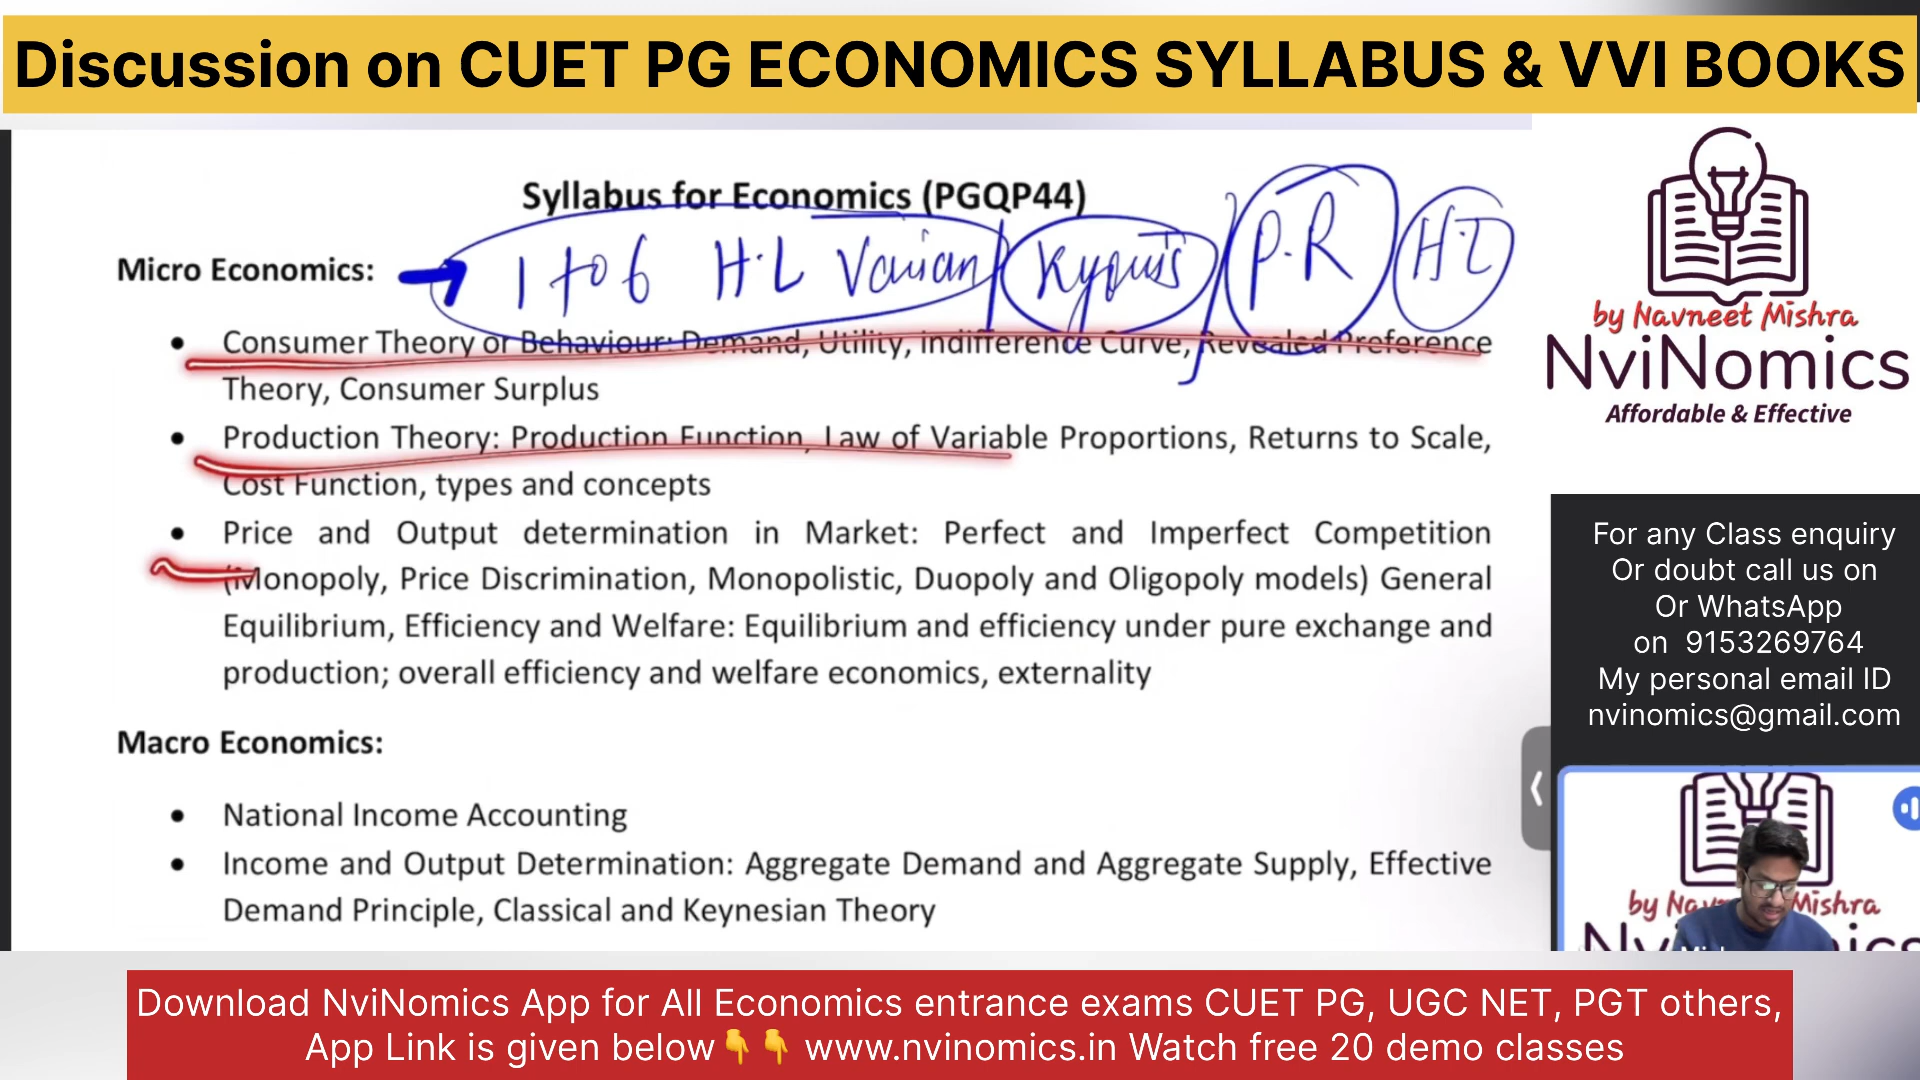 Discussion on CUET PG ECONOMICS SYLLABUS & VVI BOOKS
Syllabus for Economics (PGQP44)
Micro Economics:
1 to 6 H.L Varian
P.R
H.L
• Consumer Theory or Behaviour: Demand, Utility, Indifference Curve, Revealed Preference
Theory, Consumer Surplus
• Production Theory: Production Function, Law of Variable Proportions, Returns to Scale,
Cost Function, types and concepts
• Price and Output determination in Market: Perfect and Imperfect Competition
(Monopoly, Price Discrimination, Monopolistic, Duopoly and Oligopoly models) General
Equilibrium, Efficiency and Welfare: Equilibrium and efficiency under pure exchange and
production; overall efficiency and welfare economics, externality
Macro Economics:
• National Income Accounting
• Income and Output Determination: Aggregate Demand and Aggregate Supply, Effective
Demand Principle, Classical and Keynesian Theory
by Navneet Mishra
NviNomics
Affordable & Effective
For any Class enquiry
Or doubt call us on
Or WhatsApp
on 9153269764
My personal email ID
nvinomics@gmail.com
by Mishra
Download NviNomics App for All Economics entrance exams CUET PG, UGC NET, PGT others,
App Link is given below👇👇 www.nvinomics.in Watch free 20 demo classes